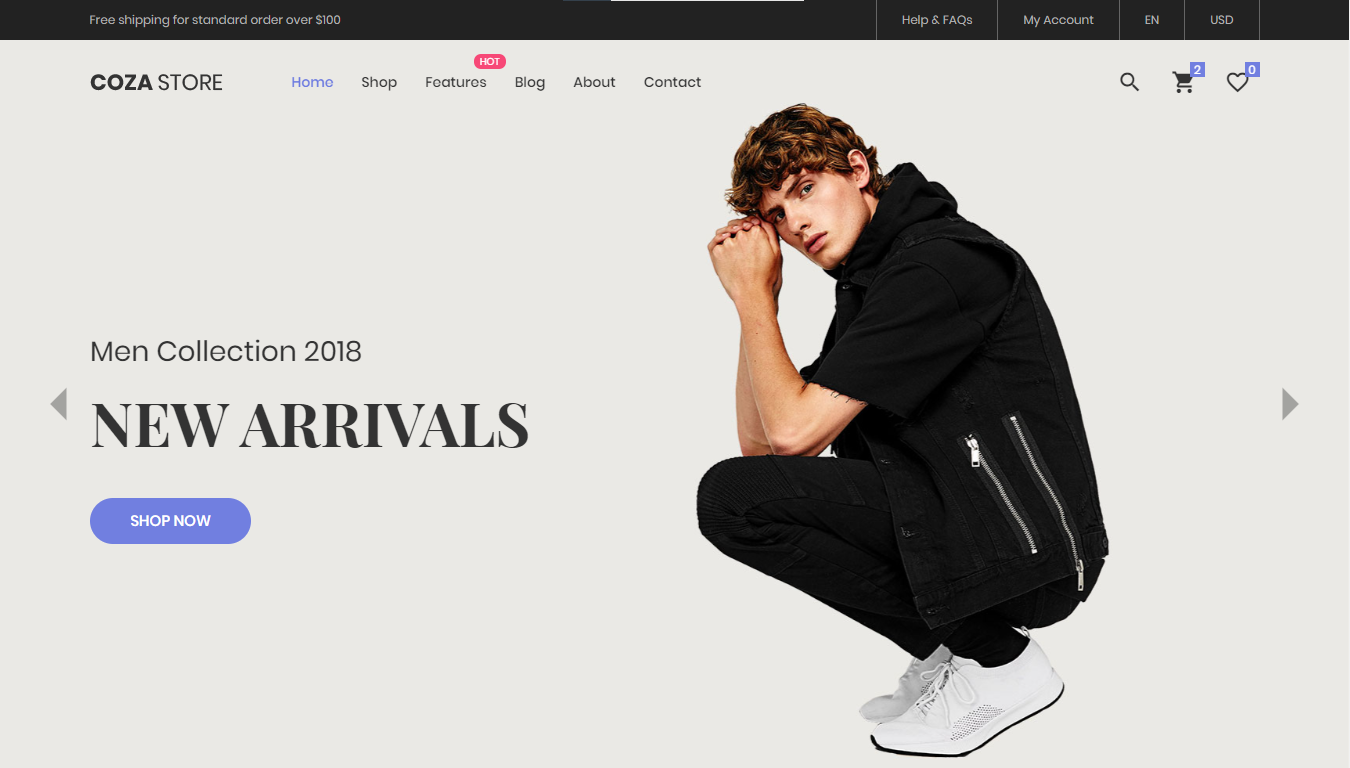 Free shipping for standard order over $100
Help & FAQs
My Account
EN
USD
COZA STORE
Home
Shop
Features
HOT
Blog
About
Contact
2
0
Men Collection 2018
NEW ARRIVALS
SHOP NOW